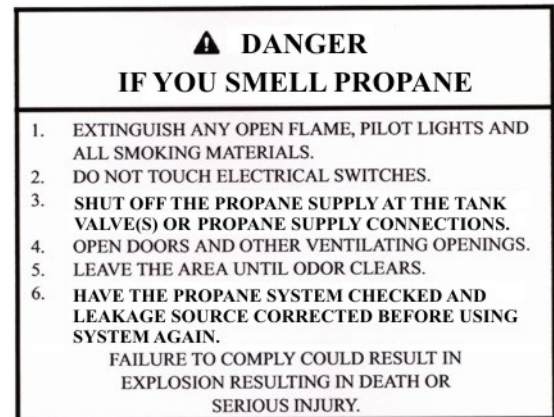 ⚠ DANGER
IF YOU SMELL PROPANE
1. EXTINGUISH ANY OPEN FLAME, PILOT LIGHTS AND
ALL SMOKING MATERIALS.
2. DO NOT TOUCH ELECTRICAL SWITCHES.
3. SHUT OFF THE PROPANE SUPPLY AT THE TANK
VALVE(S) OR PROPANE SUPPLY CONNECTIONS.
4. OPEN DOORS AND OTHER VENTILATING OPENINGS.
5. LEAVE THE AREA UNTIL ODOR CLEARS.
6. HAVE THE PROPANE SYSTEM CHECKED AND
LEAKAGE SOURCE CORRECTED BEFORE USING
SYSTEM AGAIN.
FAILURE TO COMPLY COULD RESULT IN
EXPLOSION RESULTING IN DEATH OR
SERIOUS INJURY.